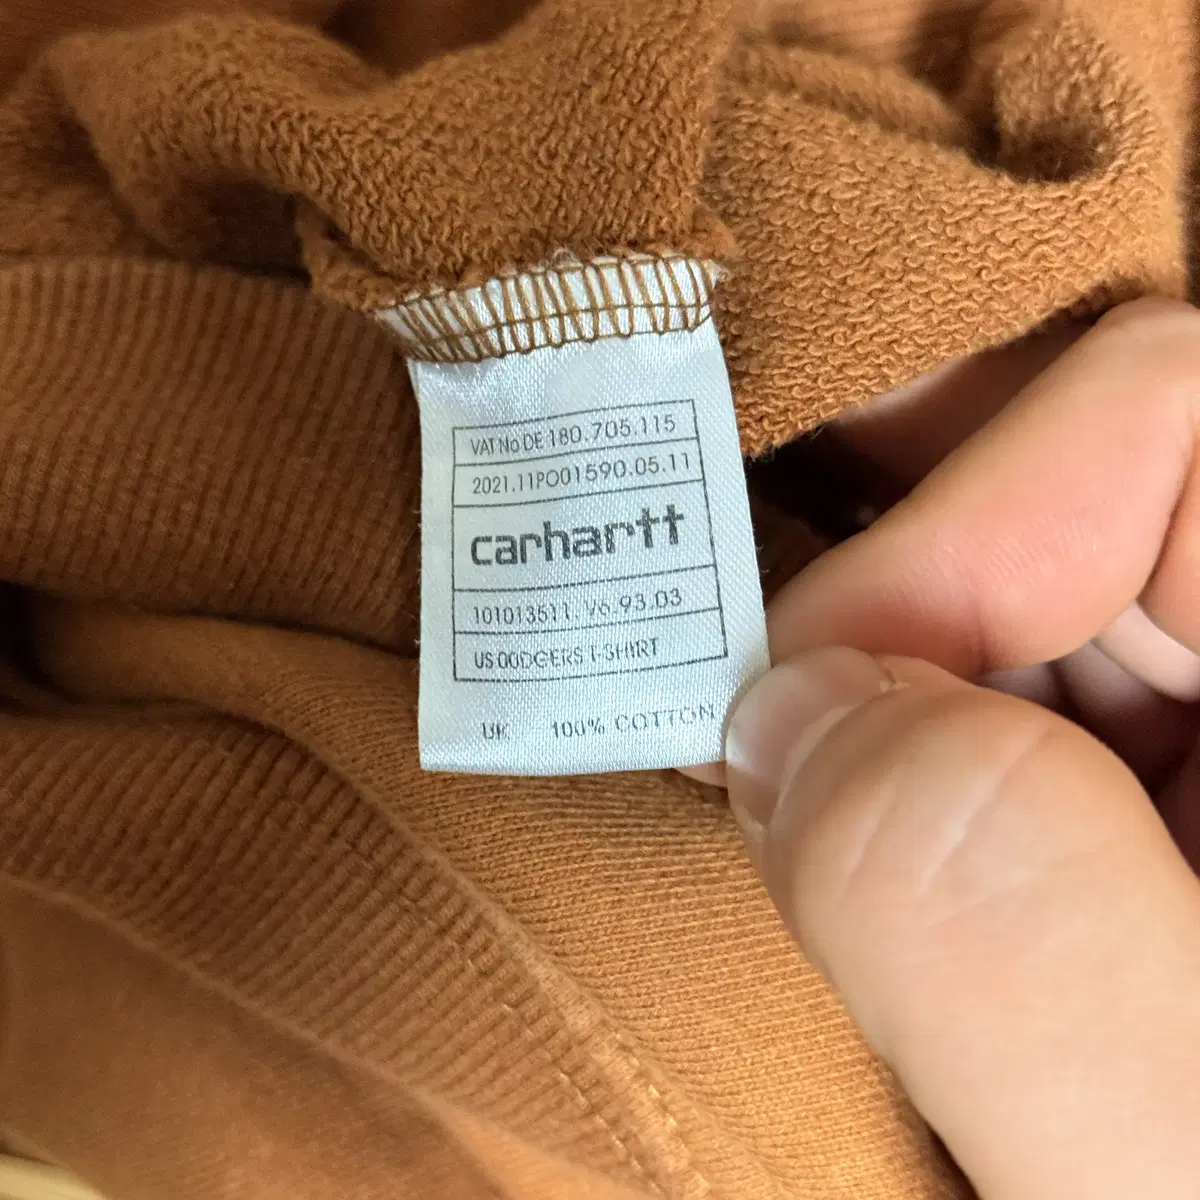 VAT No DE 180.705.115
2021.11PO01590.05.11
carhartt
101013511. V6.93.03
US DODGERS T-SHIRT
UK 100% COTTON